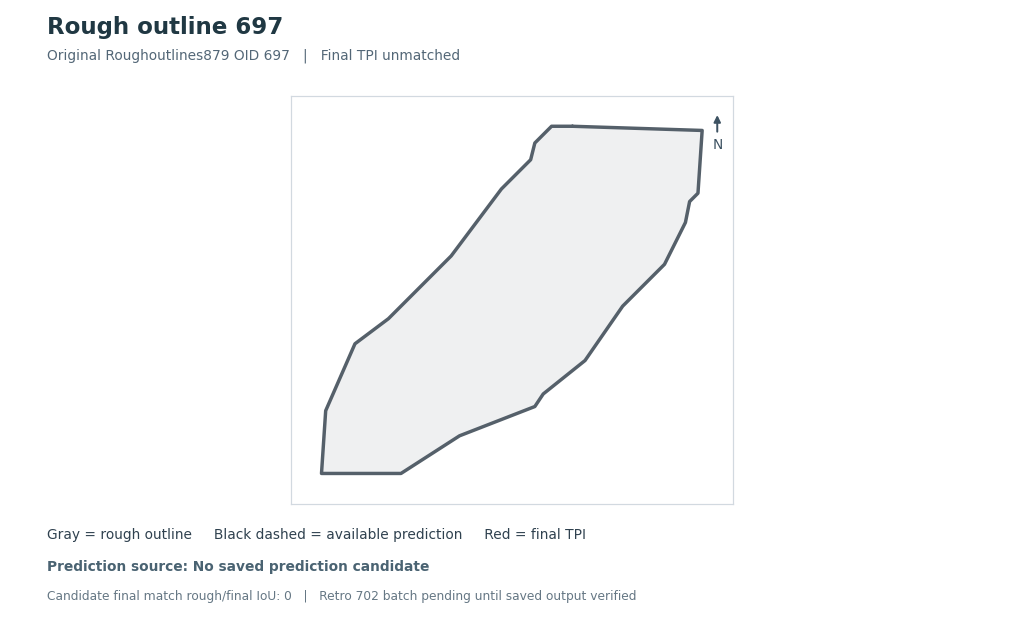 Rough outline 697
Original Roughoutlines879 OID 697   |   Final TPI unmatched
N
Gray = rough outline     Black dashed = available prediction     Red = final TPI
Prediction source: No saved prediction candidate
Candidate final match rough/final IoU: 0   |   Retro 702 batch pending until saved output verified